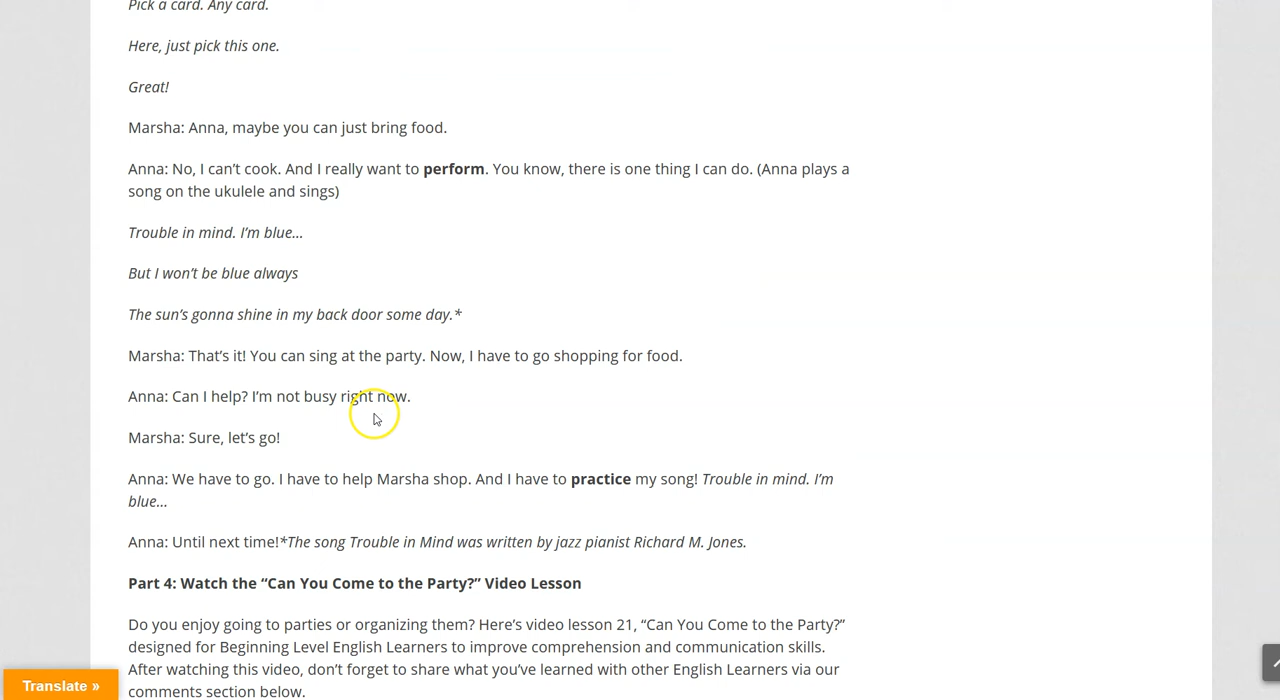 Pick a card. Any card.
Here, just pick this one.
Great!
Marsha: Anna, maybe you can just bring food.
Anna: No, I can’t cook. And I really want to perform. You know, there is one thing I can do. (Anna plays a
song on the ukulele and sings)
Trouble in mind. I’m blue…
But I won’t be blue always
The sun’s gonna shine in my back door some day.*
Marsha: That’s it! You can sing at the party. Now, I have to go shopping for food.
Anna: Can I help? I’m not busy right now.
Marsha: Sure, let’s go!
Anna: We have to go. I have to help Marsha shop. And I have to practice my song! Trouble in mind. I’m
blue…
Anna: Until next time!*The song Trouble in Mind was written by jazz pianist Richard M. Jones.
Part 4: Watch the “Can You Come to the Party?” Video Lesson
Do you enjoy going to parties or organizing them? Here’s video lesson 21, “Can You Come to the Party?”
designed for Beginning Level English Learners to improve comprehension and communication skills.
After watching this video, don’t forget to share what you’ve learned with other English Learners via our
comments section below.
Translate »